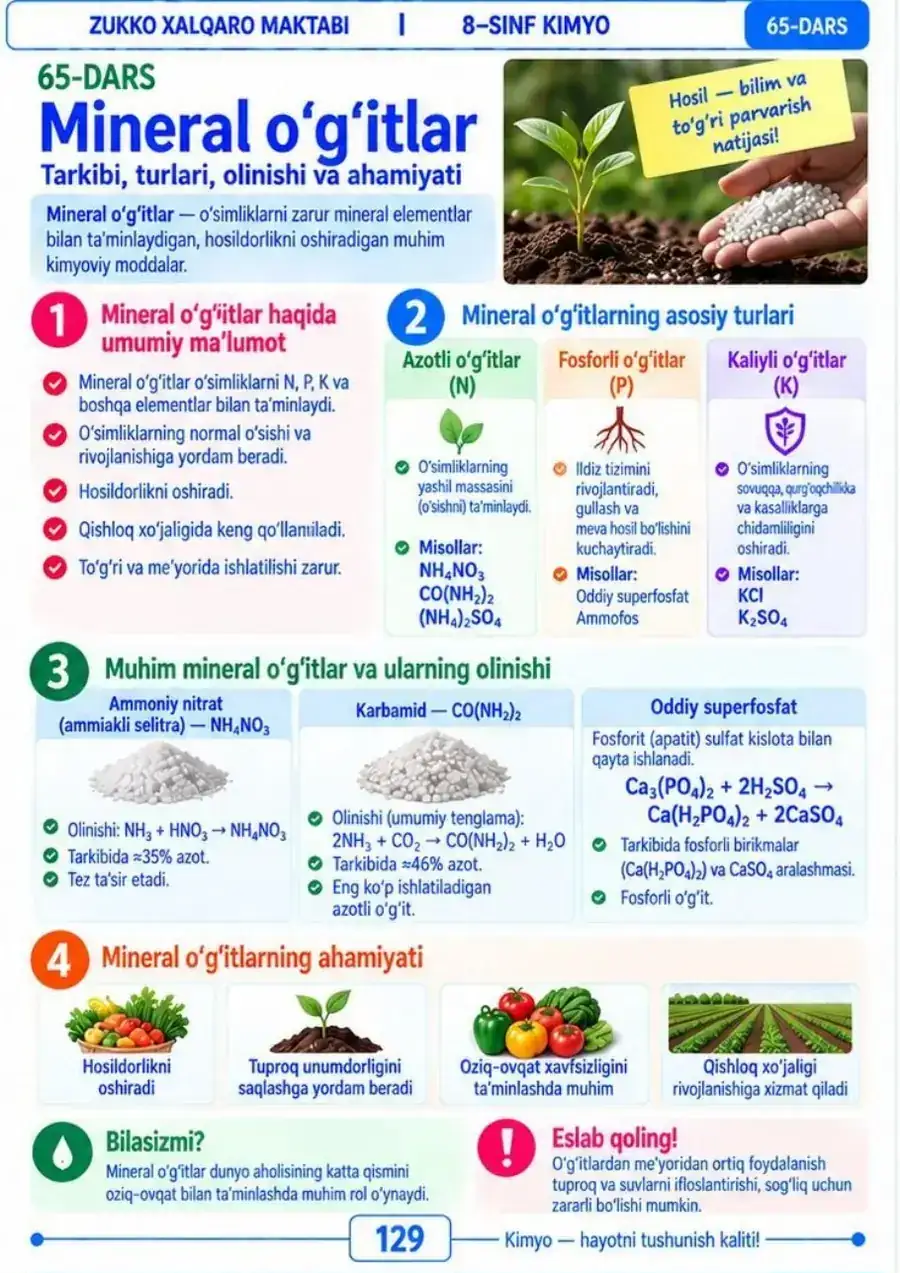 ZUKKO XALQARO MAKTABI | 8–SINF KIMYO
65-DARS
65-DARS
Mineral o‘g‘itlar
Tarkibi, turlari, olinishi va ahamiyati
Hosil — bilim va
to‘g‘ri parvarish
natijasi!
Mineral o‘g‘itlar — o‘simliklarni zarur mineral elementlar
bilan ta’minlaydigan, hosildorlikni oshiradigan muhim
kimyoviy moddalar.
1
Mineral o‘g‘itlar haqida
umumiy ma’lumot
Mineral o‘g‘itlar o‘simliklarni N, P, K va
boshqa elementlar bilan ta’minlaydi.
O‘simliklarning normal o‘sishi va
rivojlanishiga yordam beradi.
Hosildorlikni oshiradi.
Qishloq xo‘jaligida keng qo‘llaniladi.
To‘g‘ri va me’yorida ishlatilishi zarur.
2
Mineral o‘g‘itlarning asosiy turlari
Azotli o‘g‘itlar
(N)
O‘simliklarning
yashil massasini
(o‘sishni) ta’minlaydi.
Misollar:
NH₄NO₃
CO(NH₂)₂
(NH₄)₂SO₄
Fosforli o‘g‘itlar
(P)
Ildiz tizimini
rivojlantiradi,
gullash va
meva hosil bo‘lishini
kuchaytiradi.
Misollar:
Oddiy superfosfat
Ammofos
Kaliyli o‘g‘itlar
(K)
O‘simliklarning
sovuqqa, qurg‘oqchilikka
va kasalliklarga
chidamliligini
oshiradi.
Misollar:
KCl
K₂SO₄
3
Muhim mineral o‘g‘itlar va ularning olinishi
Ammoniy nitrat
(ammiakli selitra) — NH₄NO₃
Olinishi: NH₃ + HNO₃ → NH₄NO₃
Tarkibida ≈35% azot.
Tez ta’sir etadi.
Karbamid — CO(NH₂)₂
Olinishi (umumiy tenglama):
2NH₃ + CO₂ → CO(NH₂)₂ + H₂O
Tarkibida ≈46% azot.
Eng ko‘p ishlatiladigan
azotli o‘g‘it.
Oddiy superfosfat
Fosforit (apatit) sulfat kislota bilan
qayta ishlanadi.
Ca₃(PO₄)₂ + 2H₂SO₄ →
Ca(H₂PO₄)₂ + 2CaSO₄
Tarkibida fosforli birikmalar
(Ca(H₂PO₄)₂) va CaSO₄ aralashmasi.
Fosforli o‘g‘it.
4
Mineral o‘g‘itlarning ahamiyati
Hosildorlikni
oshiradi
Tuproq unumdorligini
saqlashga yordam beradi
Oziq-ovqat xavfsizligini
ta’minlashda muhim
Qishloq xo‘jaligi
rivojlanishiga xizmat qiladi
Bilasizmi?
Mineral o‘g‘itlar dunyo aholisining katta qismini
oziq-ovqat bilan ta’minlashda muhim rol o‘ynaydi.
!
Eslab qoling!
O‘g‘itlardan me’yoridan ortiq foydalanish
tuproq va suvlarni ifloslantirishi, sog‘liq uchun
zararli bo‘lishi mumkin.
129
Kimyo — hayotni tushunish kaliti!